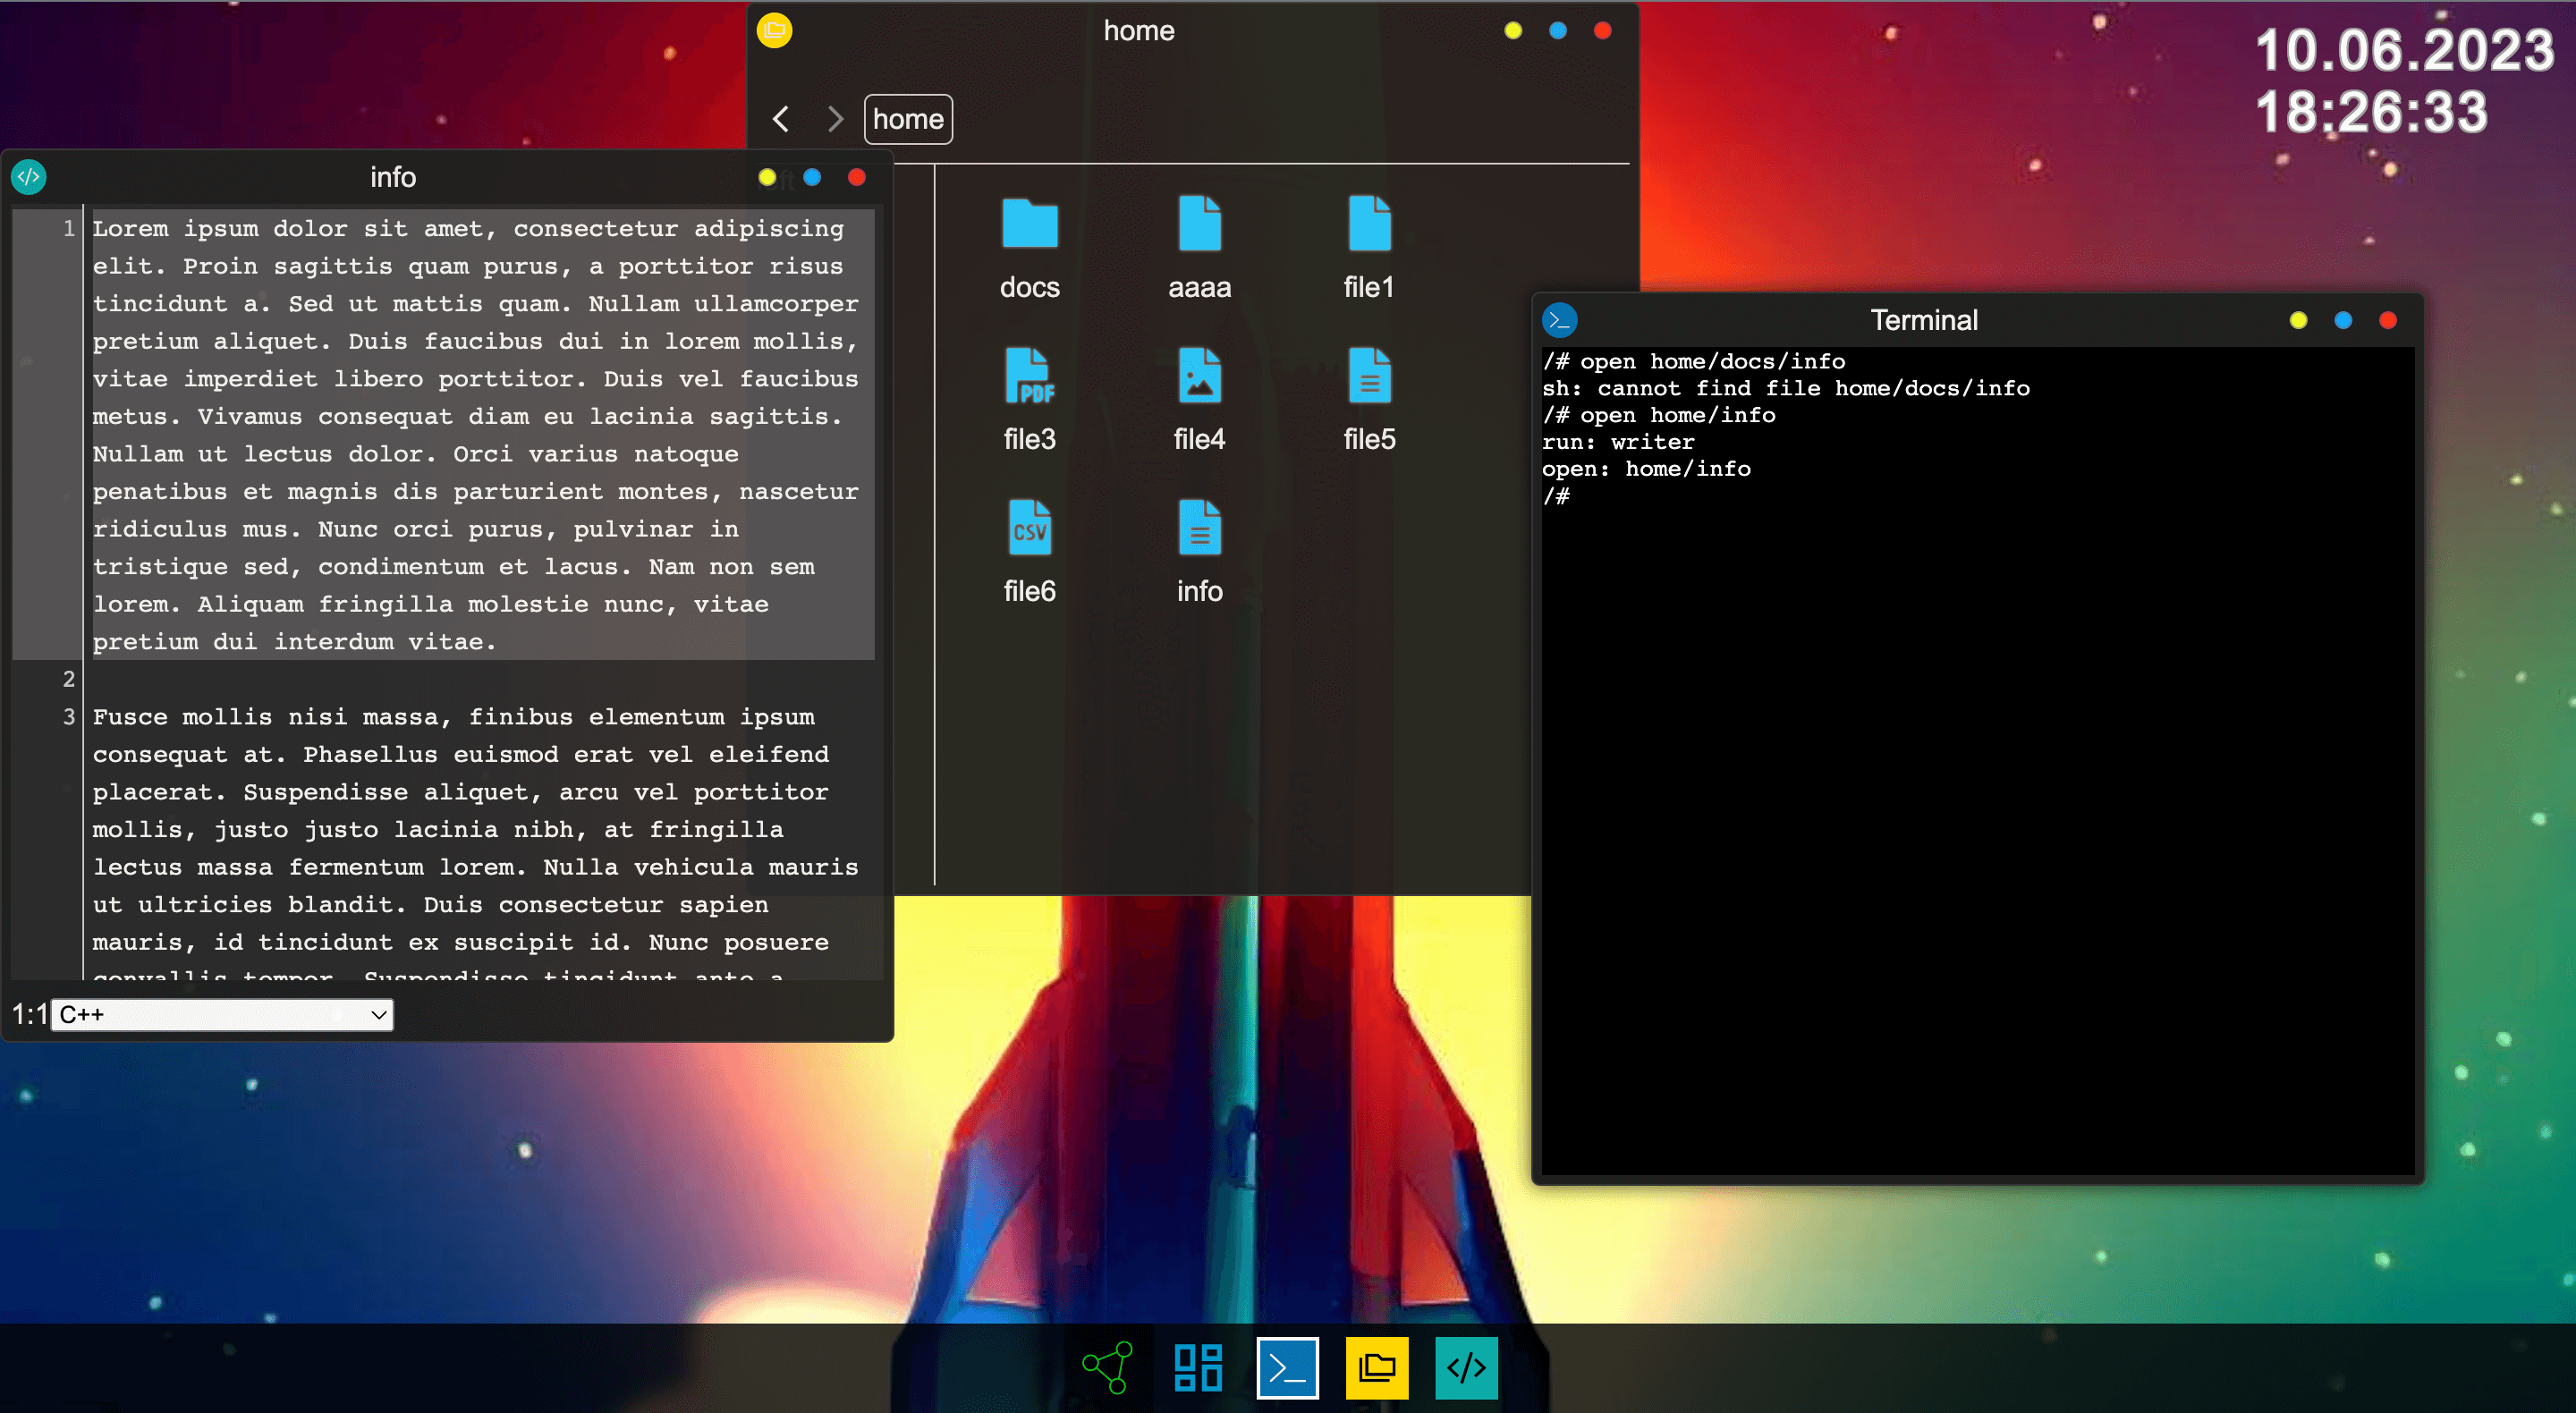 home
10.06.2023
18:26:33
home
info
1 Lorem ipsum dolor sit amet, consectetur adipiscing
elit. Proin sagittis quam purus, a porttitor risus
tincidunt a. Sed ut mattis quam. Nullam ullamcorper
pretium aliquet. Duis faucibus dui in lorem mollis,
vitae imperdiet libero porttitor. Duis vel faucibus
metus. Vivamus consequat diam eu lacinia sagittis.
Nullam ut lectus dolor. Orci varius natoque
penatibus et magnis dis parturient montes, nascetur
ridiculus mus. Nunc orci purus, pulvinar in
tristique sed, condimentum et lacus. Nam non sem
lorem. Aliquam fringilla molestie nunc, vitae
pretium dui interdum vitae.
2
3 Fusce mollis nisi massa, finibus elementum ipsum
consequat at. Phasellus euismod erat vel eleifend
placerat. Suspendisse aliquet, arcu vel porttitor
mollis, justo justo lacinia nibh, at fringilla
lectus massa fermentum lorem. Nulla vehicula mauris
ut ultricies blandit. Duis consectetur sapien
mauris, id tincidunt ex suscipit id. Nunc posuere
convallis tempor. Suspendisse tincidunt ante a
1:1 C++
docs aaaa file1
PDF
file3 file4 file5
CSV
file6 info
Terminal
/# open home/docs/info
sh: cannot find file home/docs/info
/# open home/info
run: writer
open: home/info
/#